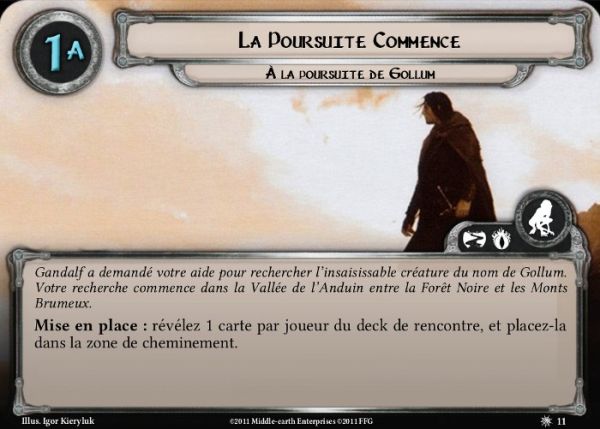 1A
La Poursuite Commence
À la poursuite de Gollum
Gandalf a demandé votre aide pour rechercher l'insaisissable créature du nom de Gollum.
Votre recherche commence dans la Vallée de l'Anduin entre la Forêt Noire et les Monts
Brumeux.
Mise en place : révélez 1 carte par joueur du deck de rencontre, et placez-la
dans la zone de cheminement.
Illus. Igor Kieryluk
©2011 Middle-earth Enterprises ©2011 FFG
11